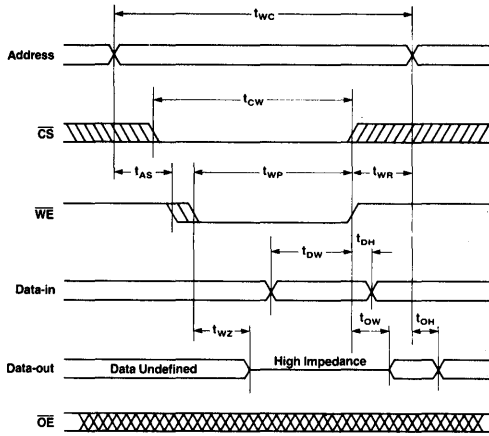 tWC
Address
tCW
CS
tAS
tWP
tWR
WE
tDW
tDH
Data-in
tWZ
tOW
tOH
Data-out
Data Undefined
High Impedance
OE